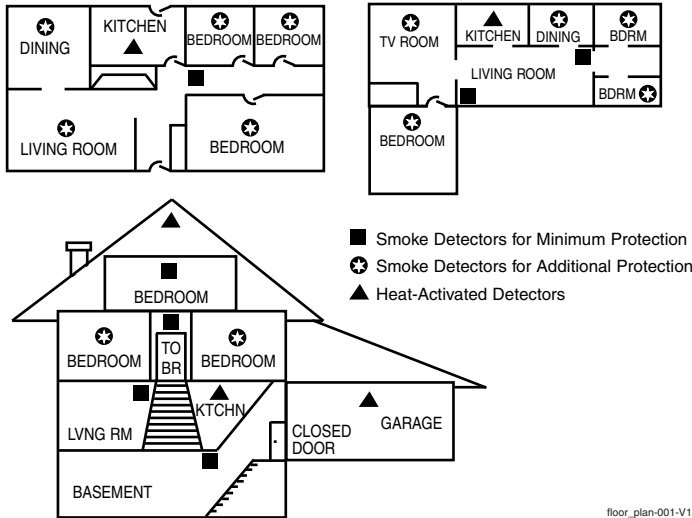 DINING
KITCHEN
BEDROOM
BEDROOM
LIVING ROOM
BEDROOM
TV ROOM
KITCHEN
DINING
BDRM
LIVING ROOM
BDRM
BEDROOM
Smoke Detectors for Minimum Protection
Smoke Detectors for Additional Protection
Heat-Activated Detectors
BEDROOM
BEDROOM
TO
BR
BEDROOM
LVNG RM
KTCHN
CLOSED
DOOR
GARAGE
BASEMENT
floor_plan-001-V1